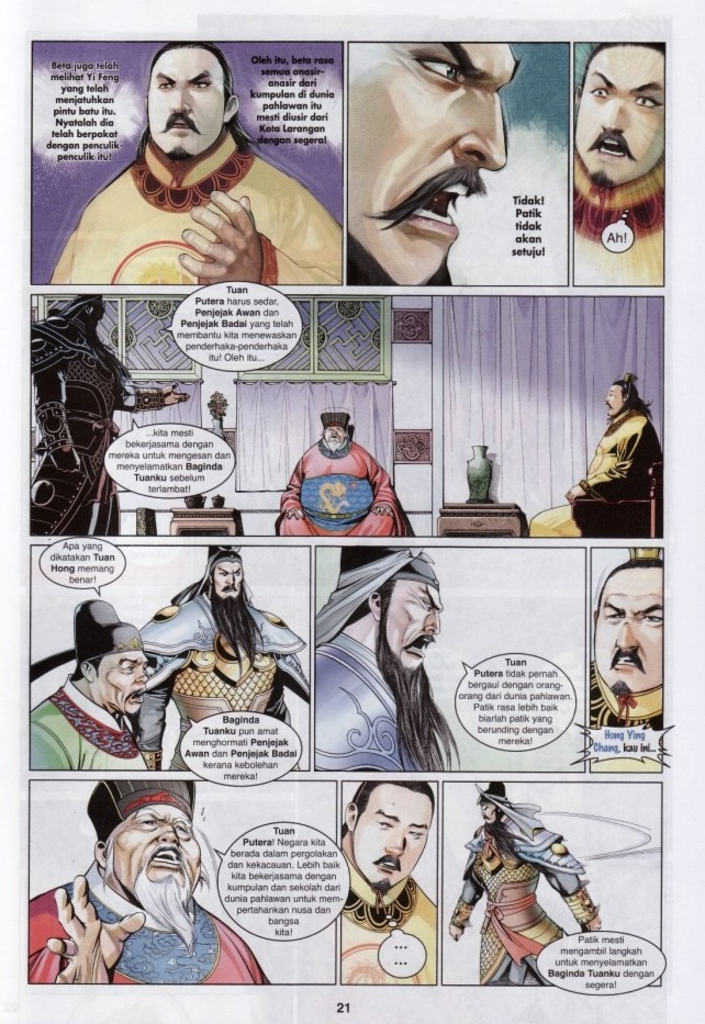 Beta juga telah
melihat Yi Feng
yang telah
menjatuhkan
pintu batu itu.
Nyatalah dia
telah berpakat
dengan penculik-
penculik itu!
Oleh itu, beta rasa
semua anasir-
anasir dari
kumpulan di dunia
pahlawan itu
mesti diusir dari
Kota Larangan
dengan segera!
Tidak!
Patik
tidak
akan
setuju!
Ah!
Tuan
Putera harus sedar,
Penjejak Awan dan
Penjejak Badai yang telah
membantu kita menewaskan
penderhaka-penderhaka
itu! Oleh itu...
...kita mesti
bekerjasama dengan
mereka untuk mengesan dan
menyelamatkan Baginda
Tuanku sebelum
terlambat!
Apa yang
dikatakan Tuan
Hong memang
benar!
Baginda
Tuanku pun amat
menghormati Penjejak
Awan dan Penjejak Badai
kerana kebolehan
mereka!
Tuan
Putera tidak pernah
bergaul dengan orang-
orang dari dunia pahlawan.
Patik rasa lebih baik
biarlah patik yang
berunding dengan
mereka!
Hong Ying
Chang, kau ini...
Tuan
Putera! Negara kita
berada dalam pergolakan
dan kekacauan. Lebih baik
kita bekerjasama dengan
kumpulan dan sekolah dari
dunia pahlawan untuk mem-
pertahankan nusa dan
bangsa
kita!
...
...
Patik mesti
mengambil langkah
untuk menyelamatkan
Baginda Tuanku dengan
segera!
21